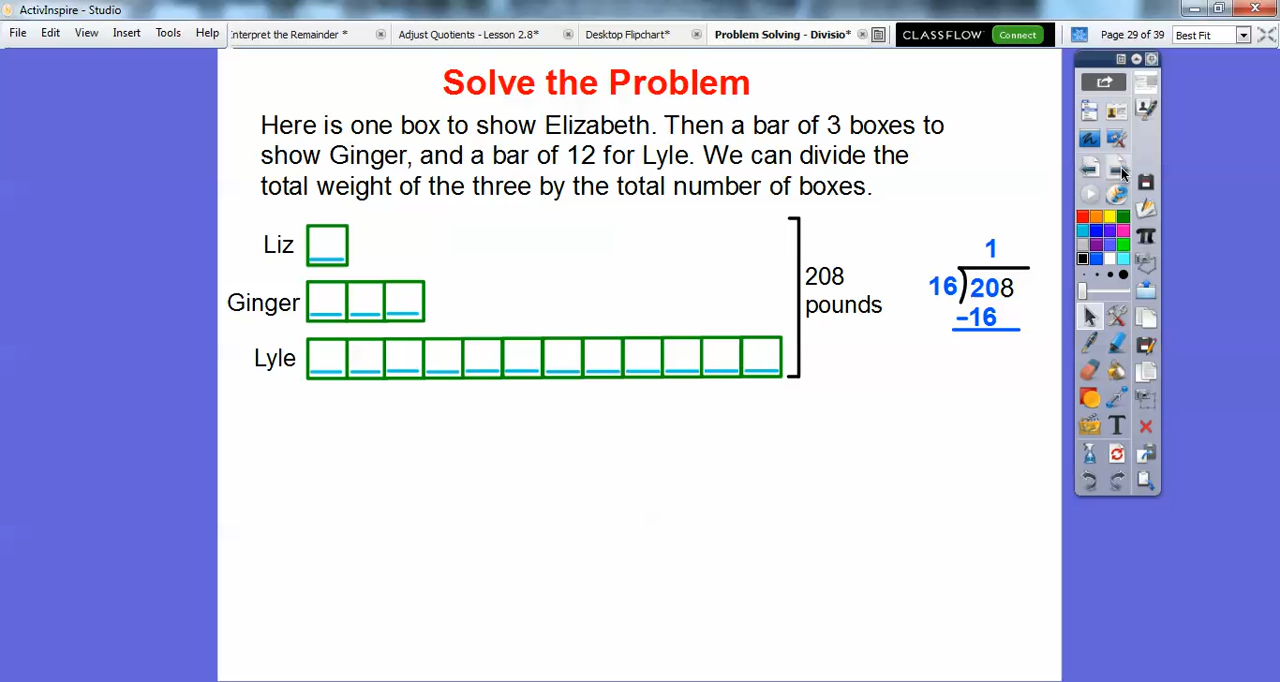 ActivInspire - Studio
File Edit View Insert Tools Help
Interpret the Remainder *
Adjust Quotients - Lesson 2.8*
Desktop Flipchart*
Problem Solving - Divisio*
CLASSFLOW Connect
Page 29 of 39
Best Fit
Solve the Problem
Here is one box to show Elizabeth. Then a bar of 3 boxes to
show Ginger, and a bar of 12 for Lyle. We can divide the
total weight of the three by the total number of boxes.
Liz
Ginger
Lyle
208
pounds
1
16)208
-16